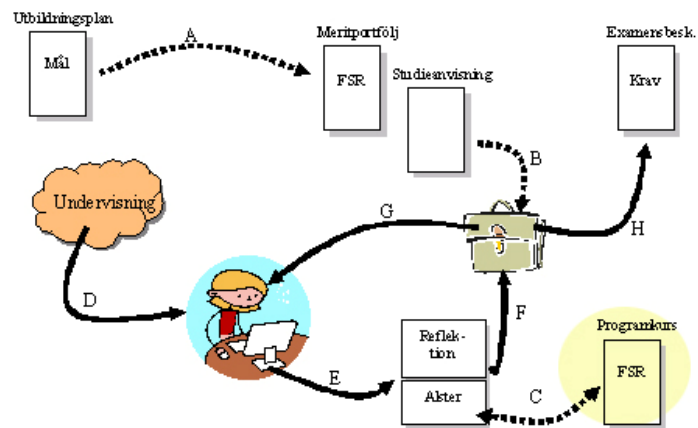 Utbildningsplan
A
Meritportfölj
Examensbesk.
Mål
FSR
Studieanvisning
Krav
B
Undervisning
G
H
D
F
Reflek-
tion
Programkurs
E
Alster
C
FSR